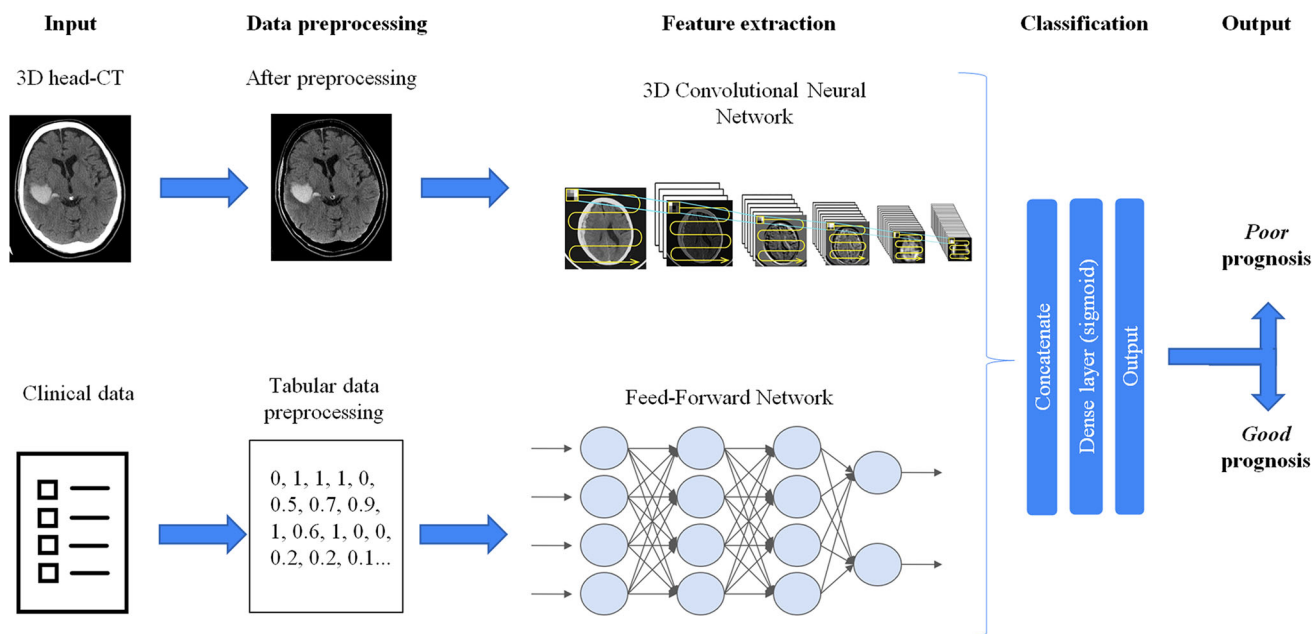 Input
Data preprocessing
Feature extraction
Classification
Output
3D head-CT
After preprocessing
3D Convolutional Neural
Network
Clinical data
Tabular data
preprocessing
0, 1, 1, 1, 0,
0.5, 0.7, 0.9,
1, 0.6, 1, 0, 0,
0.2, 0.2, 0.1...
Feed-Forward Network
Concatenate
Dense layer (sigmoid)
Output
Poor
prognosis
Good
prognosis